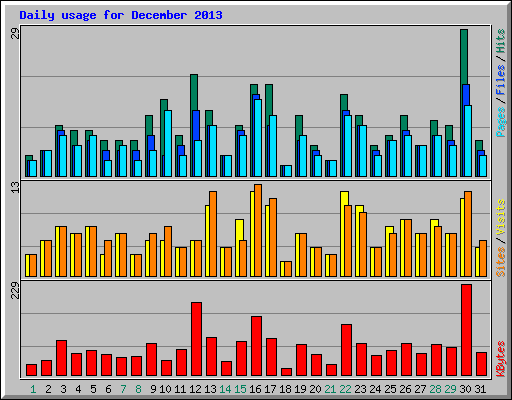 Daily usage for December 2013
29
Pages / Files / Hits
13
Sites / Visits
229
KBytes
1 2 3 4 5 6 7 8 9 10 11 12 13 14 15 16 17 18 19 20 21 22 23 24 25 26 27 28 29 30 31